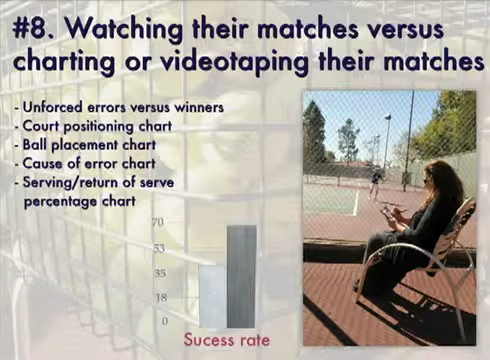 #8. Watching their matches versus
charting or videotaping their matches
- Unforced errors versus winners
- Court positioning chart
- Ball placement chart
- Cause of error chart
- Serving/return of serve
percentage chart
70
53
35
18
0
Sucess rate